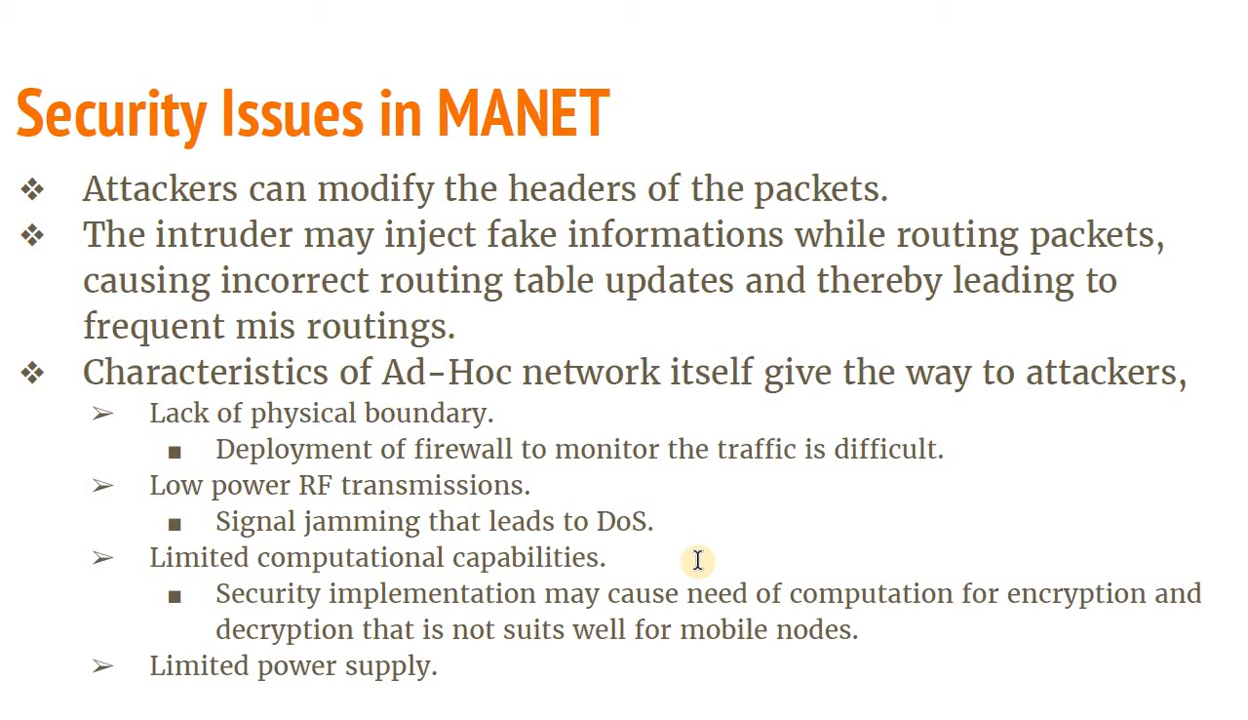 Security Issues in MANET
❖ Attackers can modify the headers of the packets.
❖ The intruder may inject fake informations while routing packets,
causing incorrect routing table updates and thereby leading to
frequent mis routings.
❖ Characteristics of Ad-Hoc network itself give the way to attackers,
➢ Lack of physical boundary.
■ Deployment of firewall to monitor the traffic is difficult.
➢ Low power RF transmissions.
■ Signal jamming that leads to DoS.
➢ Limited computational capabilities.
■ Security implementation may cause need of computation for encryption and
decryption that is not suits well for mobile nodes.
➢ Limited power supply.